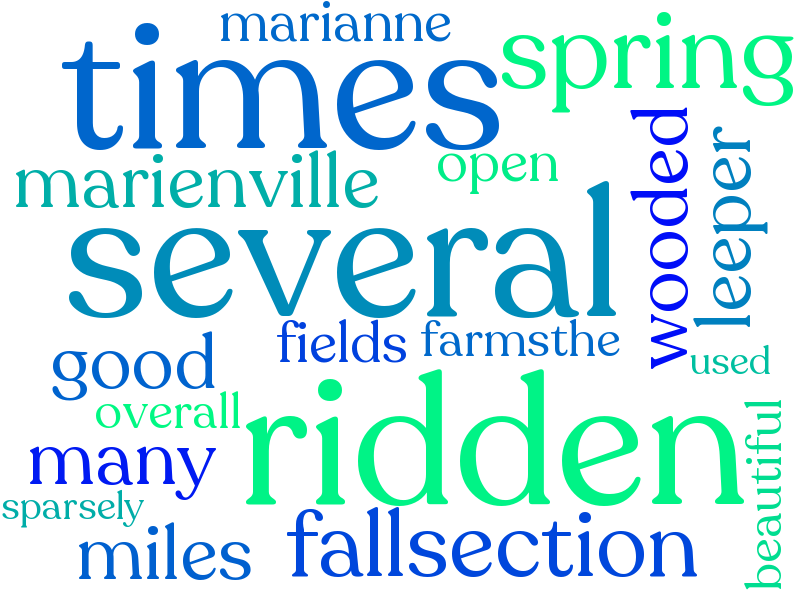 marianne
spring
times
marienville
open
wooded
leeper
several
fields
farmsthe
good
used
overall
ridden
many
beautiful
sparsely
miles
fallsection